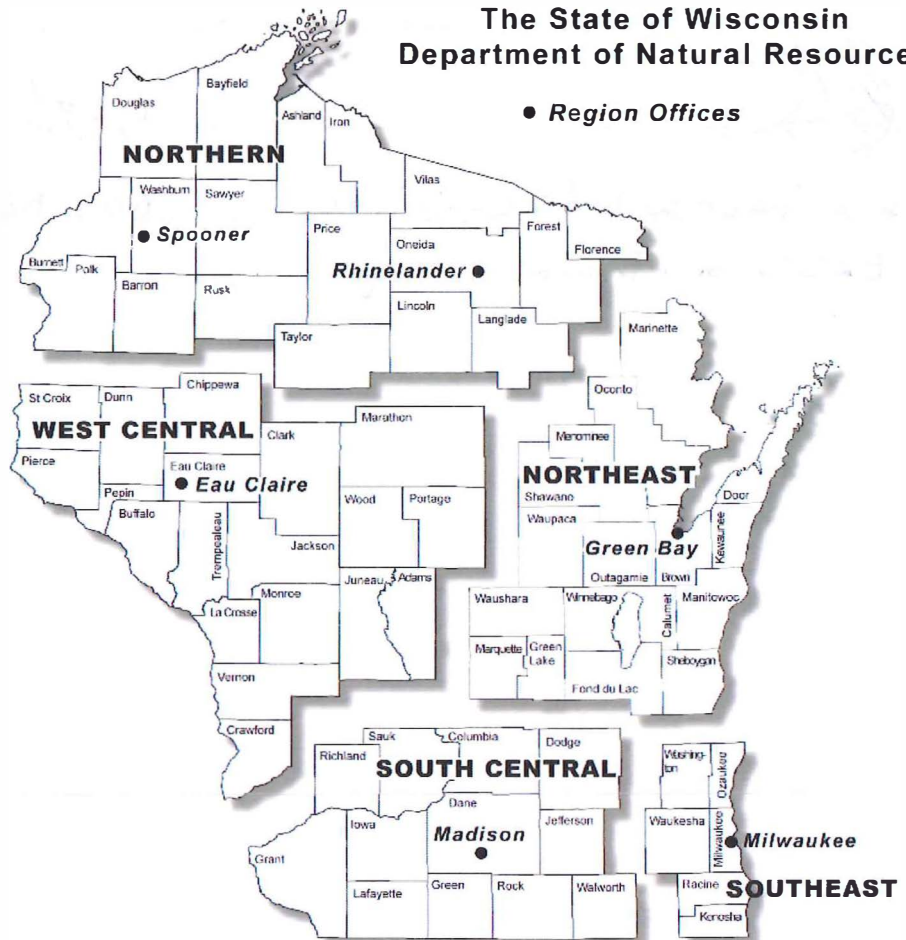 The State of Wisconsin
Department of Natural Resource
Region Offices
Bayfield
Douglas
Ashland
Iron
NORTHERN
Vilas
Washburn
Sawyer
Spooner
Price
Forest
Oneida
Florence
Burnett
Polk
Rhinelander
Barron
Rusk
Lincoln
Langlade
Taylor
Marinette
Chippewa
St Croix
Dunn
Oconto
Marathon
WEST CENTRAL
Clark
Menominee
Pierce
Eau Claire
Eau Claire
NORTHEAST
Pepin
Wood
Portage
Shawano
Door
Buffalo
Waupaca
Trempealeau
Jackson
Green Bay
Kewaunee
Juneau
Adams
Outagamie
Brown
Monroe
Waushara
Winnebago
Calumet
Manitowoc
La Crosse
Marquette
Green
Lake
Sheboygan
Vernon
Fond du Lac
Crawford
Sauk
Columbia
Dodge
Richland
SOUTH CENTRAL
Washing-
ton
Ozaukee
Dane
Iowa
Jefferson
Waukesha
Madison
Milwaukee
Milwaukee
Grant
Lafayette
Green
Rock
Walworth
Racine
SOUTHEAST
Kenosha